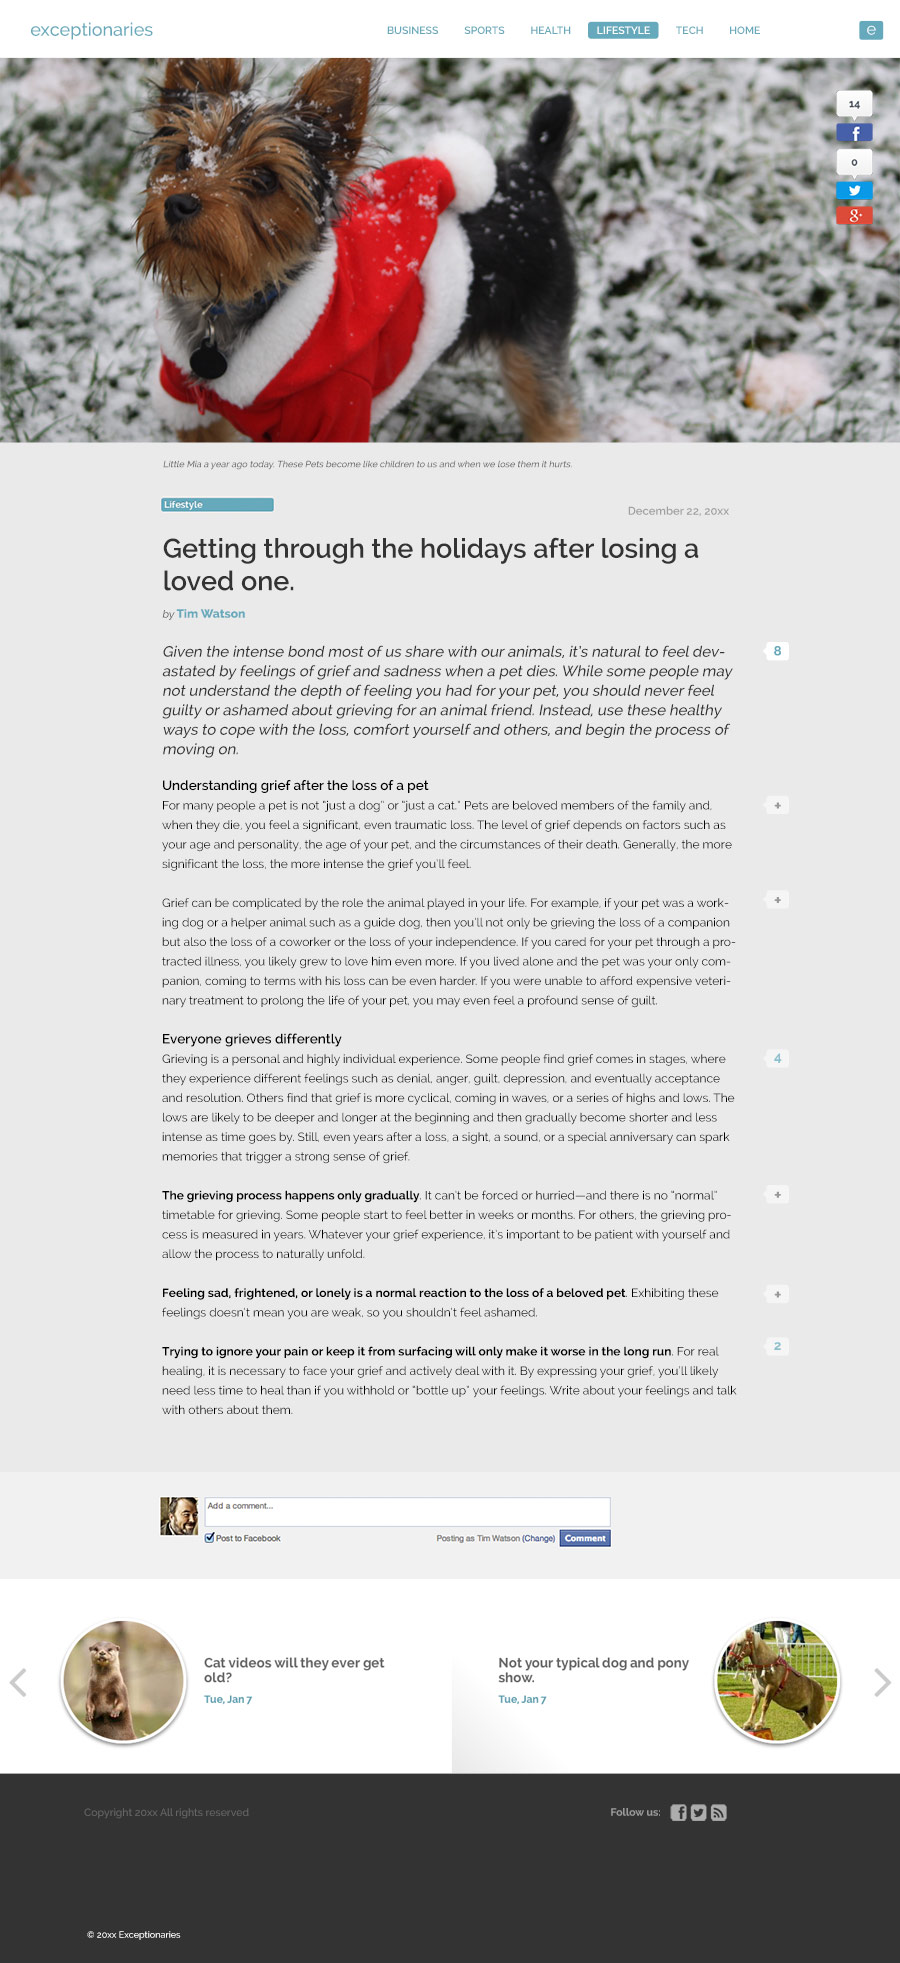 exceptionaries
BUSINESS SPORTS HEALTH LIFESTYLE TECH HOME e
14
f
0
g+
Little Mia a year ago today. These Pets become like children to us and when we lose them it hurts.
Lifestyle
December 22, 20xx
Getting through the holidays after losing a
loved one.
by Tim Watson
Given the intense bond most of us share with our animals, it's natural to feel dev- 8
astated by feelings of grief and sadness when a pet dies. While some people may
not understand the depth of feeling you had for your pet, you should never feel
guilty or ashamed about grieving for an animal friend. Instead, use these healthy
ways to cope with the loss, comfort yourself and others, and begin the process of
moving on.
Understanding grief after the loss of a pet
For many people a pet is not "just a dog" or "just a cat." Pets are beloved members of the family and, +
when they die, you feel a significant, even traumatic loss. The level of grief depends on factors such as
your age and personality, the age of your pet, and the circumstances of their death. Generally, the more
significant the loss, the more intense the grief you'll feel.
Grief can be complicated by the role the animal played in your life. For example, if your pet was a work- +
ing dog or a helper animal such as a guide dog, then you'll not only be grieving the loss of a companion
but also the loss of a coworker or the loss of your independence. If you cared for your pet through a pro-
tracted illness, you likely grew to love him even more. If you lived alone and the pet was your only com-
panion, coming to terms with his loss can be even harder. If you were unable to afford expensive veteri-
nary treatment to prolong the life of your pet, you may even feel a profound sense of guilt.
Everyone grieves differently
Grieving is a personal and highly individual experience. Some people find grief comes in stages, where 4
they experience different feelings such as denial, anger, guilt, depression, and eventually acceptance
and resolution. Others find that grief is more cyclical, coming in waves, or a series of highs and lows. The
lows are likely to be deeper and longer at the beginning and then gradually become shorter and less
intense as time goes by. Still, even years after a loss, a sight, a sound, or a special anniversary can spark
memories that trigger a strong sense of grief.
The grieving process happens only gradually. It can't be forced or hurried—and there is no "normal" +
timetable for grieving. Some people start to feel better in weeks or months. For others, the grieving pro-
cess is measured in years. Whatever your grief experience, it's important to be patient with yourself and
allow the process to naturally unfold.
Feeling sad, frightened, or lonely is a normal reaction to the loss of a beloved pet. Exhibiting these +
feelings doesn't mean you are weak, so you shouldn't feel ashamed.
Trying to ignore your pain or keep it from surfacing will only make it worse in the long run. For real 2
healing, it is necessary to face your grief and actively deal with it. By expressing your grief, you'll likely
need less time to heal than if you withhold or "bottle up" your feelings. Write about your feelings and talk
with others about them.
Add a comment...
Post to Facebook Posting as Tim Watson (Change) Comment
Cat videos will they ever get
old?
Tue, Jan 7
Not your typical dog and pony
show.
Tue, Jan 7
Copyright 20xx All rights reserved
Follow us: f
© 20xx Exceptionaries